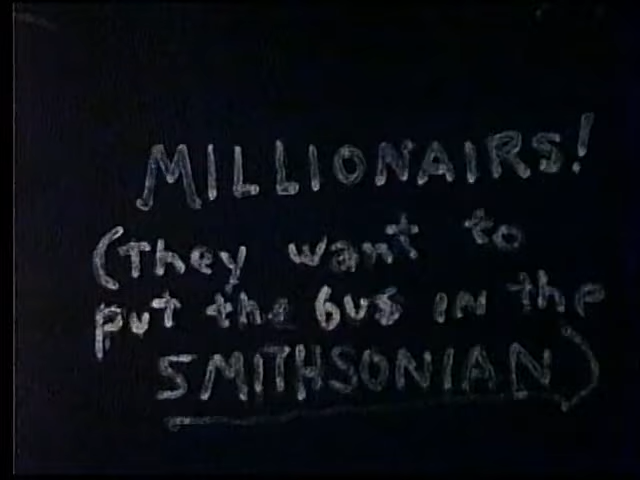 MILLIONAIRS!
(They want to
put the bus in the
SMITHSONIAN)